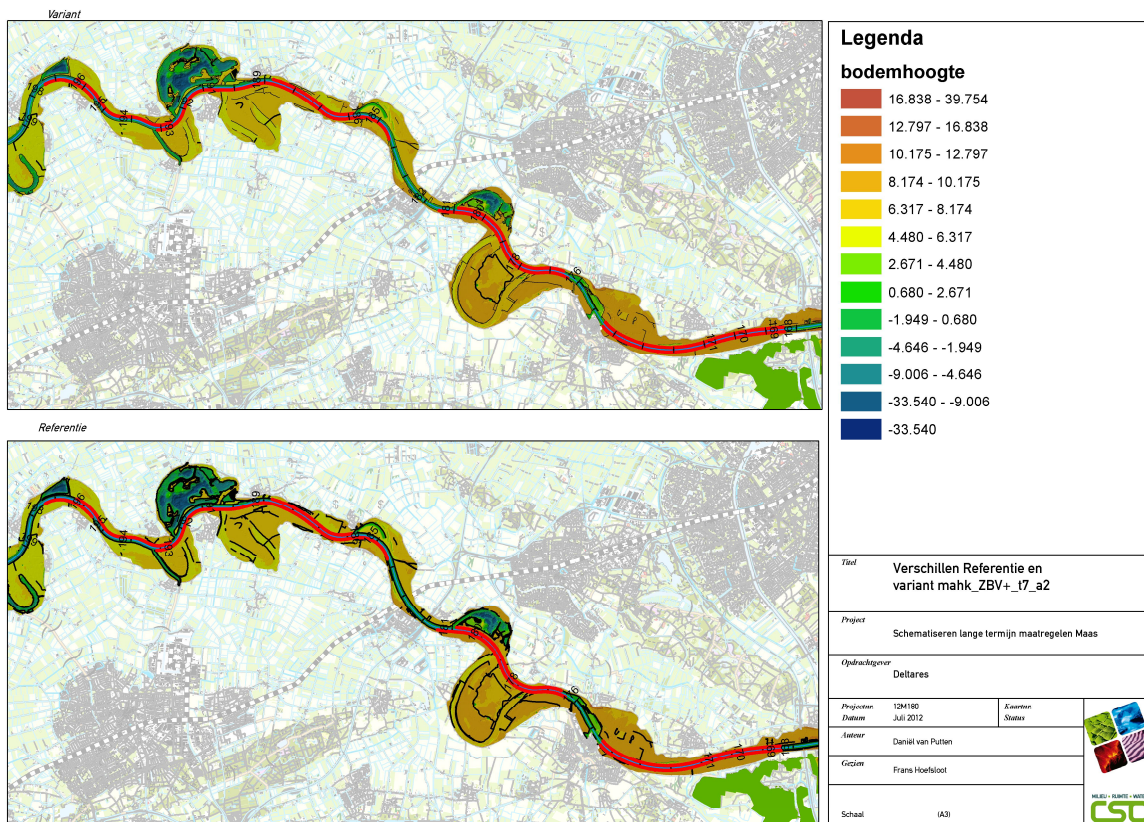 Variant
Referentie
Legenda
bodemhoogte
16.838 - 39.754
12.797 - 16.838
10.175 - 12.797
8.174 - 10.175
6.317 - 8.174
4.480 - 6.317
2.671 - 4.480
0.680 - 2.671
-1.949 - 0.680
-4.646 - -1.949
-9.006 - -4.646
-33.540 - -9.006
-33.540
Titel
Verschillen Referentie en
variant mahk_ZBV+_t7_a2
Project
Schematiseren lange termijn maatregelen Maas
Opdrachtgever
Deltares
Projectnr. 12M180
Kaartnr.
Datum Juli 2012
Status
Auteur
Daniël van Putten
Gezien
Frans Hoefsloot
Schaal (A3)
MILIEU • RUIMTE • WATE
CSO